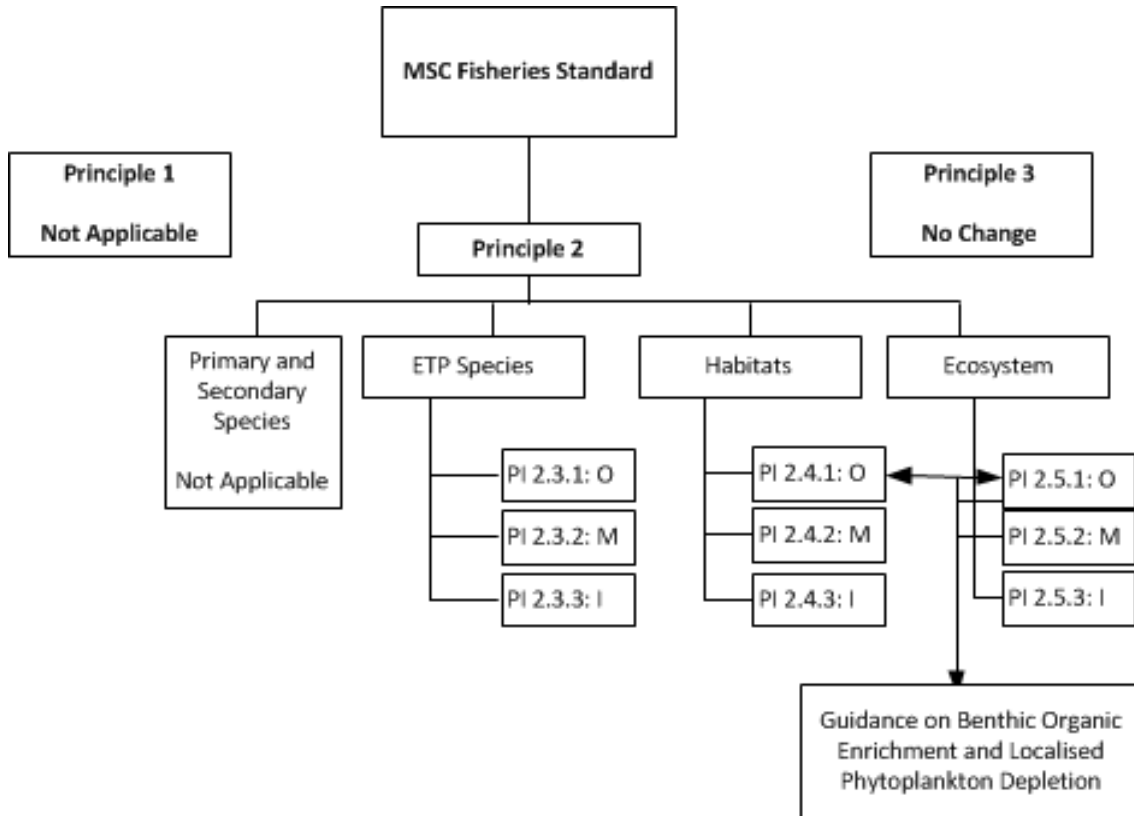 MSC Fisheries Standard
Principle 1
Not Applicable
Principle 3
No Change
Principle 2
Primary and
Secondary
Species
Not Applicable
ETP Species
Habitats
Ecosystem
PI 2.3.1: O
PI 2.3.2: M
PI 2.3.3: I
PI 2.4.1: O
PI 2.4.2: M
PI 2.4.3: I
PI 2.5.1: O
PI 2.5.2: M
PI 2.5.3: I
Guidance on Benthic Organic
Enrichment and Localised
Phytoplankton Depletion